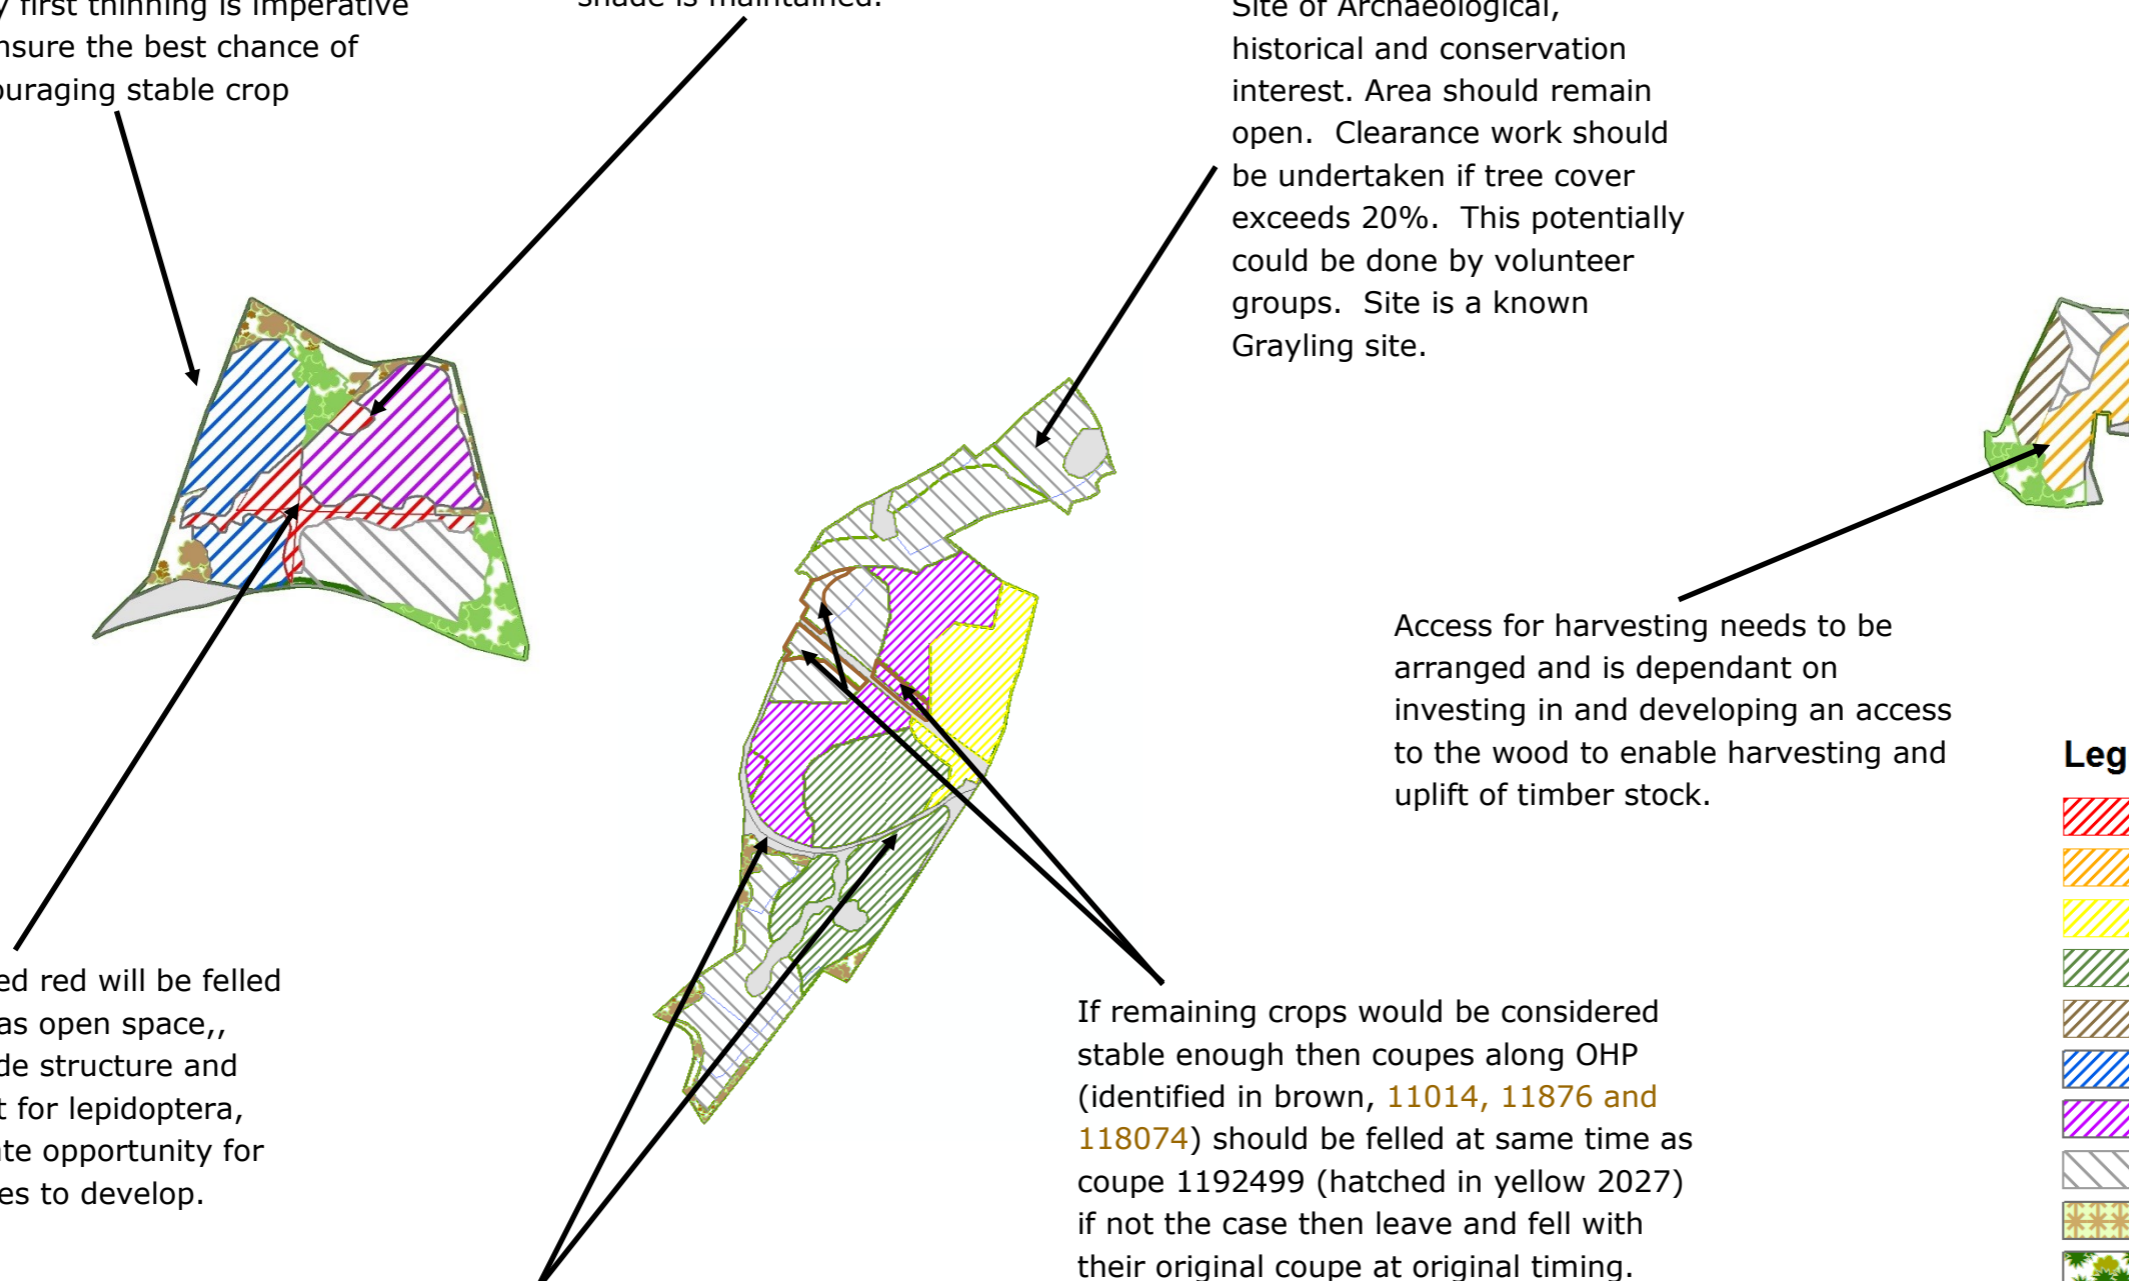 first thinning is imperative
nsure the best chance of
ouraging stable crop
shade is maintained.
Site of Archaeological,
historical and conservation
interest. Area should remain
open.  Clearance work should
be undertaken if tree cover
exceeds 20%.  This potentially
could be done by volunteer
groups.  Site is a known
Grayling site.
Access for harvesting needs to be
arranged and is dependant on
investing in and developing an access
to the wood to enable harvesting and
uplift of timber stock.
Leg
ed red will be felled
as open space,,
de structure and
t for lepidoptera,
te opportunity for
es to develop.
If remaining crops would be considered
stable enough then coupes along OHP
(identified in brown, 11014, 11876 and
118074) should be felled at same time as
coupe 1192499 (hatched in yellow 2027)
if not the case then leave and fell with
their original coupe at original timing.